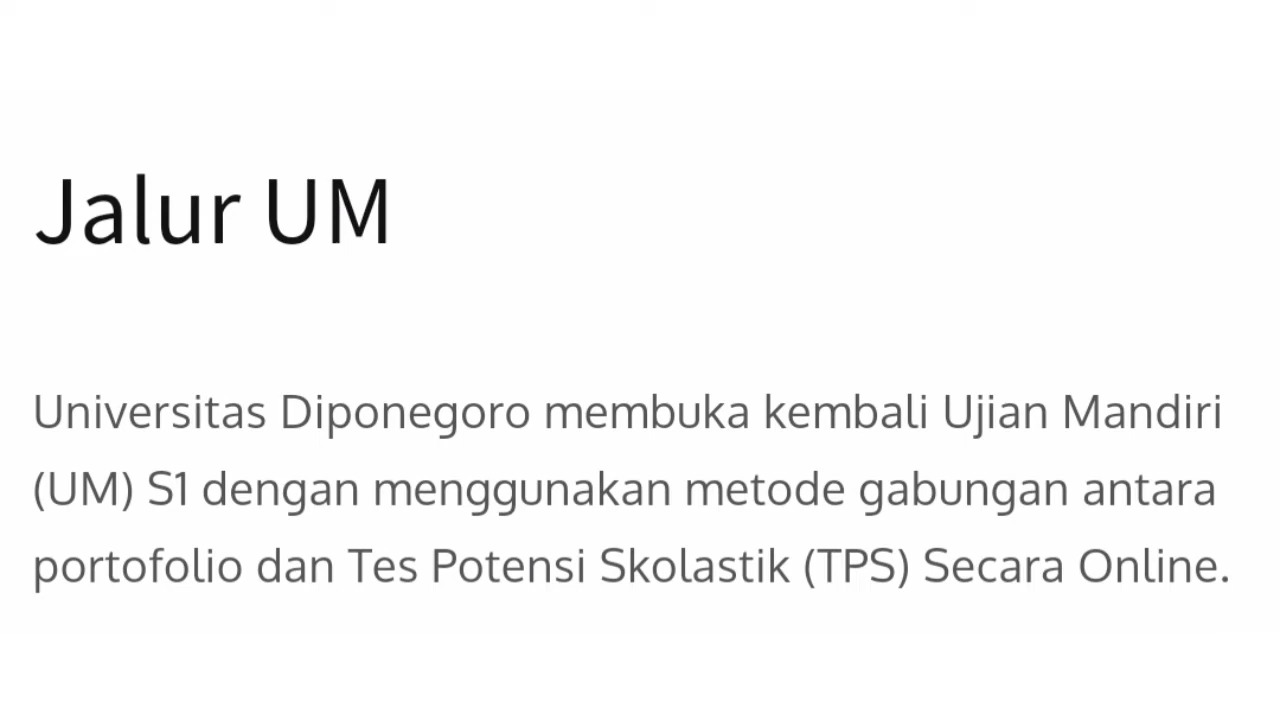 Jalur UM
Universitas Diponegoro membuka kembali Ujian Mandiri
(UM) S1 dengan menggunakan metode gabungan antara
portofolio dan Tes Potensi Skolastik (TPS) Secara Online.